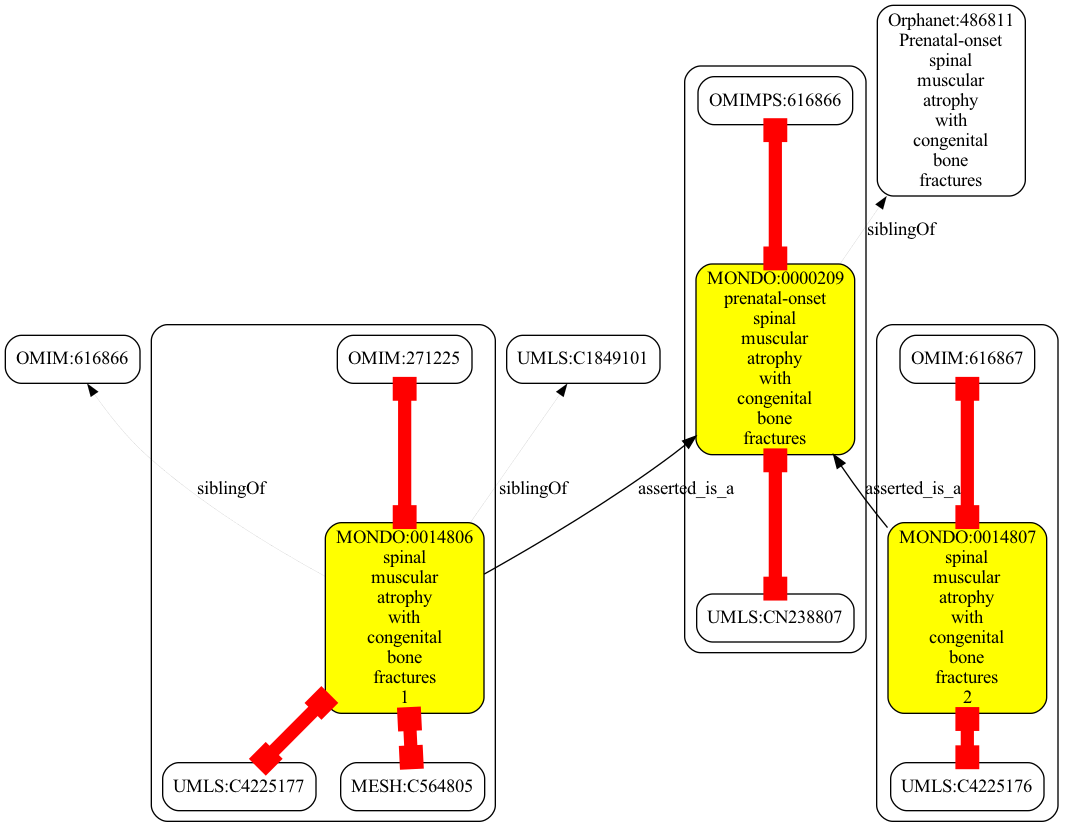 Orphanet:486811
Prenatal-onset
spinal
muscular
atrophy
with
congenital
bone
fractures
OMIMPS:616866
siblingOf
MONDO:0000209
prenatal-onset
spinal
muscular
atrophy
with
congenital
bone
fractures
OMIM:616866
OMIM:271225
UMLS:C1849101
OMIM:616867
siblingOf
siblingOf
asserted_is_a
asserted_is_a
MONDO:0014806
spinal
muscular
atrophy
with
congenital
bone
fractures
1
UMLS:CN238807
MONDO:0014807
spinal
muscular
atrophy
with
congenital
bone
fractures
2
UMLS:C4225177
MESH:C564805
UMLS:C4225176